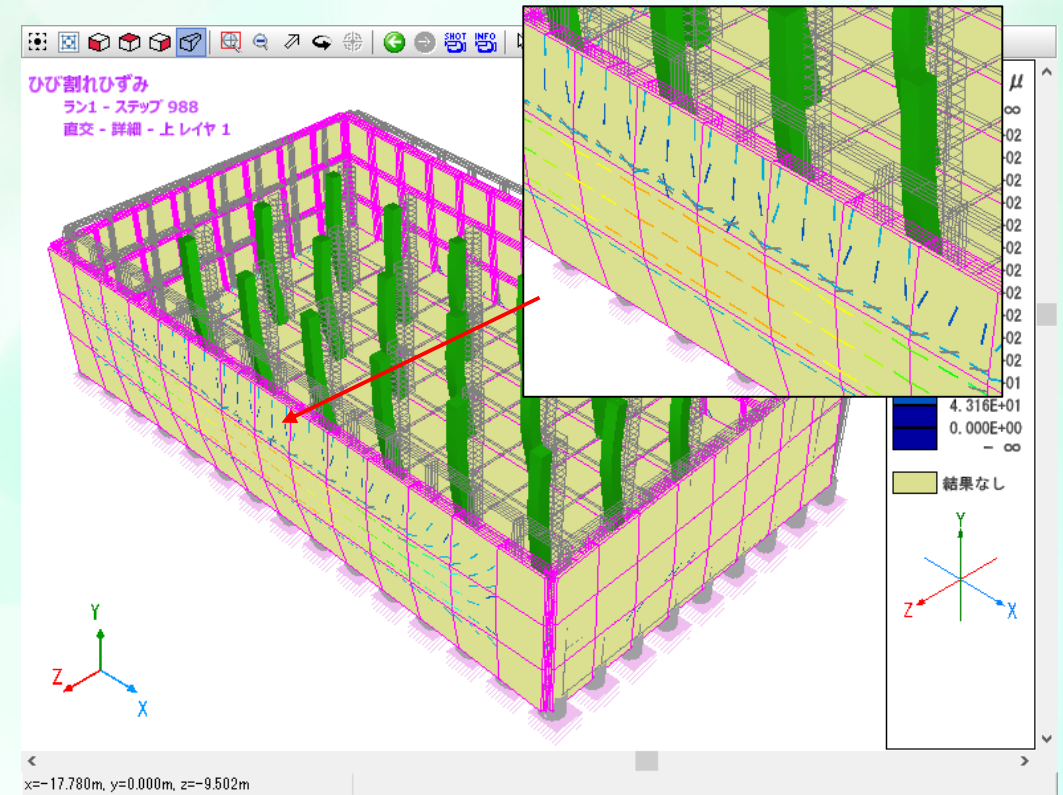 SHOT INFO
ひび割れひずみ
ラン1 - ステップ 988
直交 - 詳細 - 上 レイヤ 1
μ
∞
-02
-02
-02
-02
-02
-02
-02
-02
-02
-02
-02
-02
-01
4.316E+01
0.000E+00
- ∞
結果なし
Y
Z
X
Y
Z
X
x=-17.780m, y=0.000m, z=-9.502m